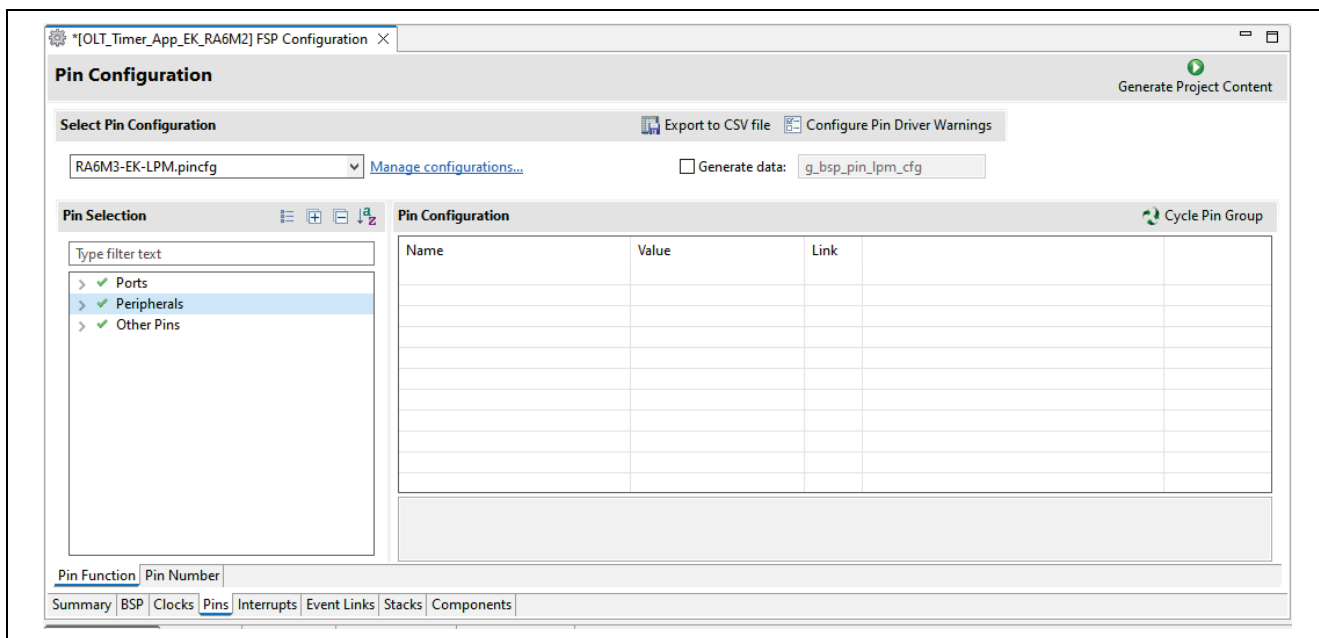 *[OLT_Timer_App_EK_RA6M2] FSP Configuration
Pin Configuration
Generate Project Content
Select Pin Configuration
Export to CSV file
Configure Pin Driver Warnings
RA6M3-EK-LPM.pincfg
Manage configurations...
Generate data:
g_bsp_pin_lpm_cfg
Pin Selection
Pin Configuration
Cycle Pin Group
Type filter text
Name Value Link
Ports
Peripherals
Other Pins
Pin Function Pin Number
Summary BSP Clocks Pins Interrupts Event Links Stacks Components